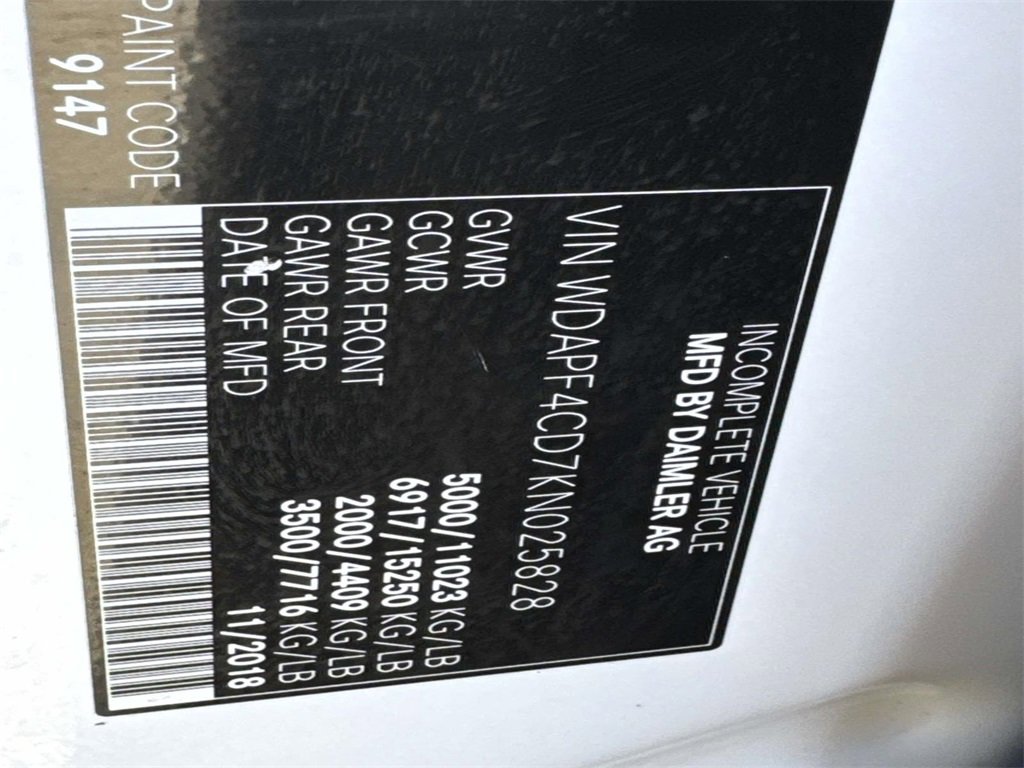 INCOMPLETE VEHICLE
MFD BY DAIMLER AG
VIN WDAPF4CD7KN025828
GVWR 5000/11023 KG/LB
GCWR 6917/15250 KG/LB
GAWR FRONT 2000/4409 KG/LB
GAWR REAR 3500/7716 KG/LB
DATE OF MFD 11/2018
PAINT CODE
9147